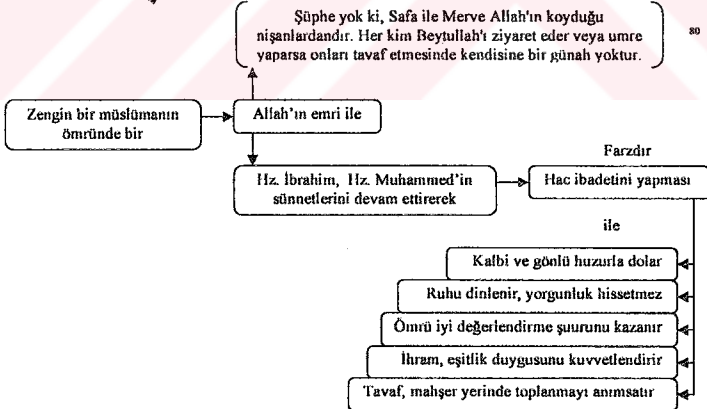 Şüphe yok ki, Safa ile Merve Allah'ın koyduğu
nişanlardandır. Her kim Beytullah'ı ziyaret eder veya umre
yaparsa onları tavaf etmesinde kendisine bir günah yoktur.
80
Zengin bir müslümanın
ömründe bir
Allah'ın emri ile
Hz. İbrahim, Hz. Muhammed'in
sünnetlerini devam ettirerek
Farzdır
Hac ibadetini yapması
ile
Kalbi ve gönlü huzurla dolar
Ruhu dinlenir, yorgunluk hissetmez
Ömrü iyi değerlendirme şuurunu kazanır
İhram, eşitlik duygusunu kuvvetlendirir
Tavaf, mahşer yerinde toplanmayı anımsatır